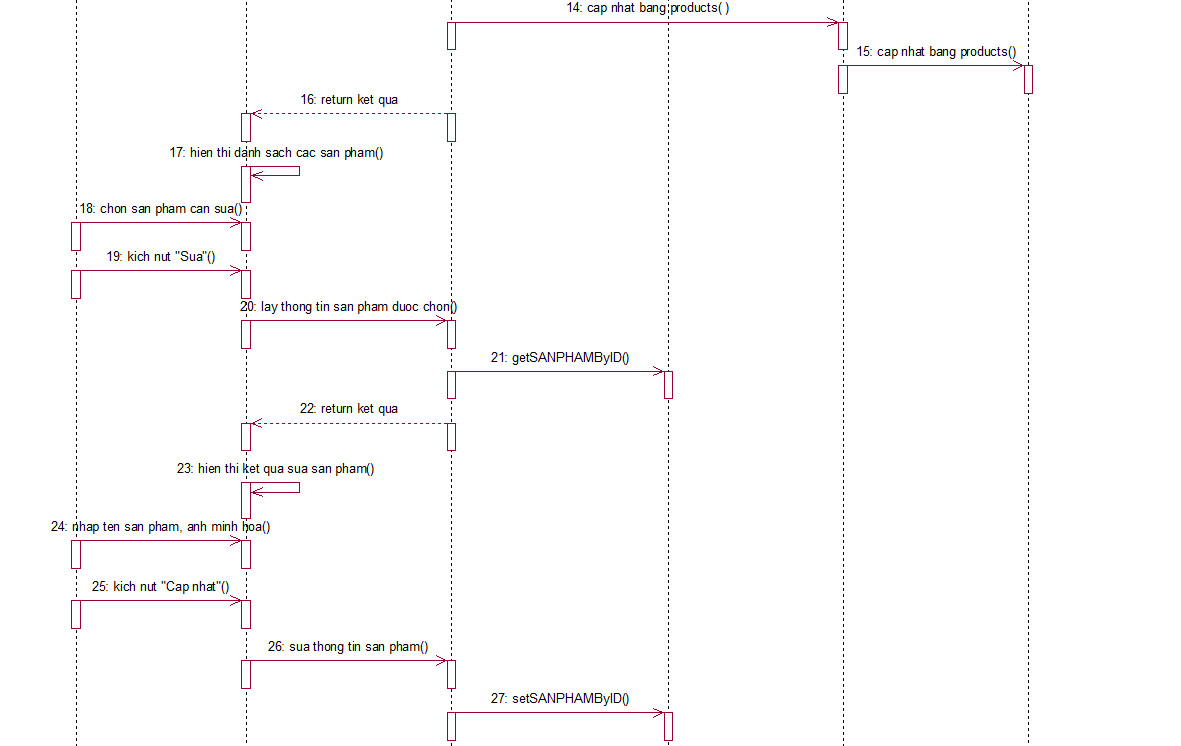 14: cap nhat bang products( )
15: cap nhat bang products()
16: return ket qua
17: hien thi danh sach cac san pham()
18: chon san pham can sua()
19: kich nut "Sua"()
20: lay thong tin san pham duoc chon()
21: getSANPHAMByID()
22: return ket qua
23: hien thi ket qua sua san pham()
24: nhap ten san pham, anh minh hoa()
25: kich nut "Cap nhat"()
26: sua thong tin san pham()
27: setSANPHAMByID()